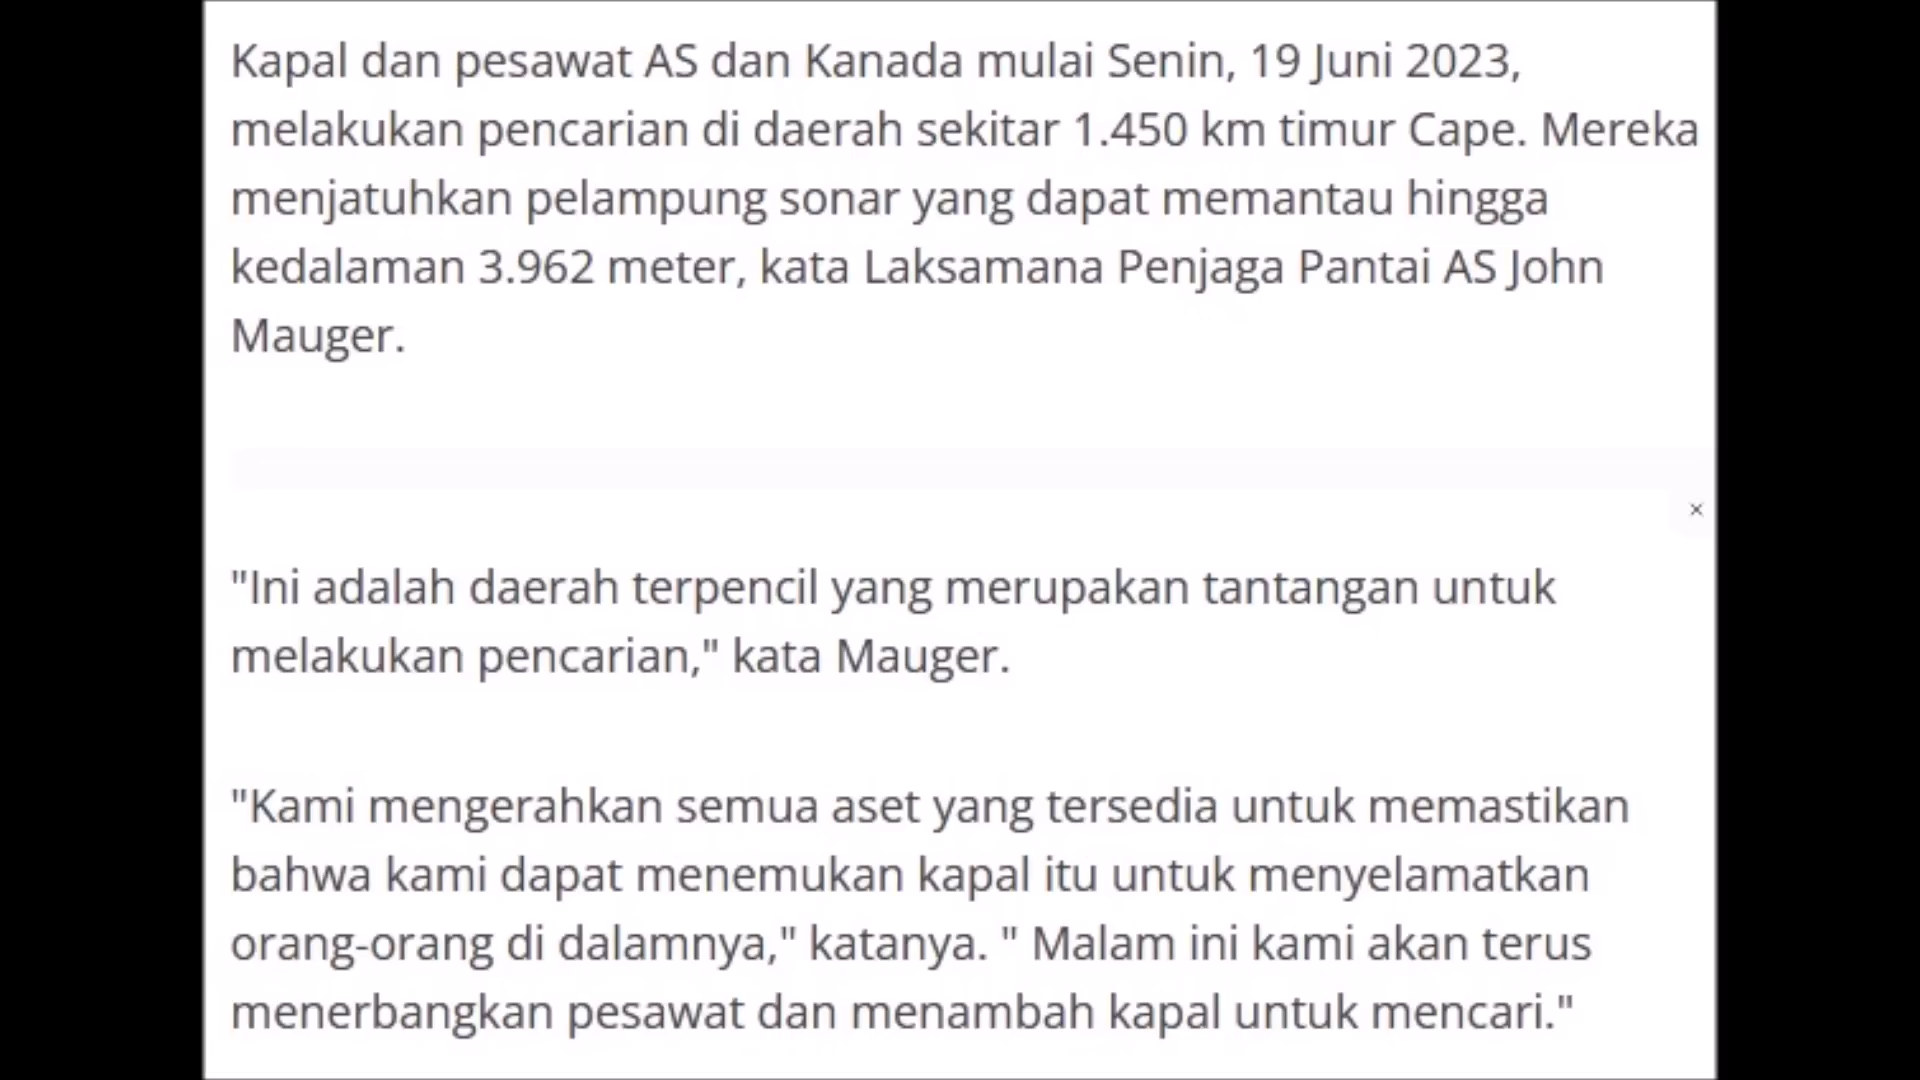 Kapal dan pesawat AS dan Kanada mulai Senin, 19 Juni 2023,
melakukan pencarian di daerah sekitar 1.450 km timur Cape. Mereka
menjatuhkan pelampung sonar yang dapat memantau hingga
kedalaman 3.962 meter, kata Laksamana Penjaga Pantai AS John
Mauger.
"Ini adalah daerah terpencil yang merupakan tantangan untuk
melakukan pencarian," kata Mauger.
"Kami mengerahkan semua aset yang tersedia untuk memastikan
bahwa kami dapat menemukan kapal itu untuk menyelamatkan
orang-orang di dalamnya," katanya. " Malam ini kami akan terus
menerbangkan pesawat dan menambah kapal untuk mencari."